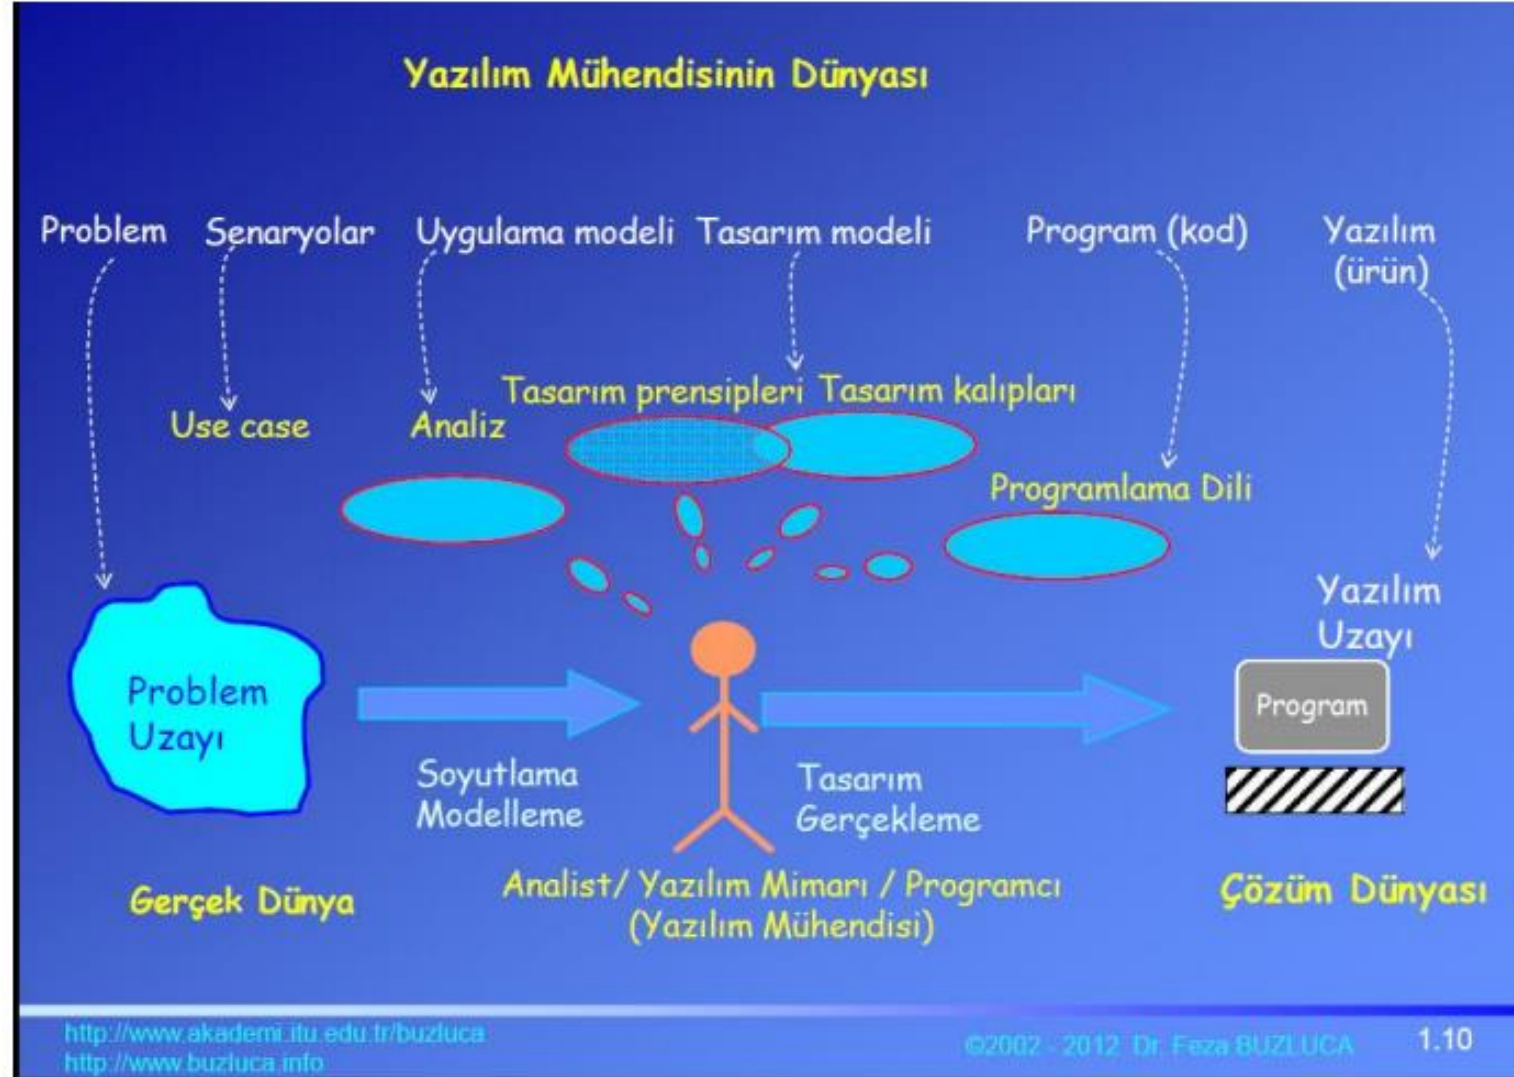 Yazılım Mühendisinin Dünyası
Problem
Senaryolar
Uygulama modeli
Tasarım modeli
Program (kod)
Yazılım
(ürün)
Use case
Analiz
Tasarım prensipleri
Tasarım kalıpları
Programlama Dili
Yazılım
Uzayı
Problem
Uzayı
Program
Soyutlama
Modelleme
Tasarım
Gerçekleme
Gerçek Dünya
Analist/ Yazılım Mimarı / Programcı
(Yazılım Mühendisi)
Çözüm Dünyası
http://www.akademi.itu.edu.tr/buzluca
http://www.buzluca.info
©2002 - 2012 Dr. Feza BUZLUCA
1.10